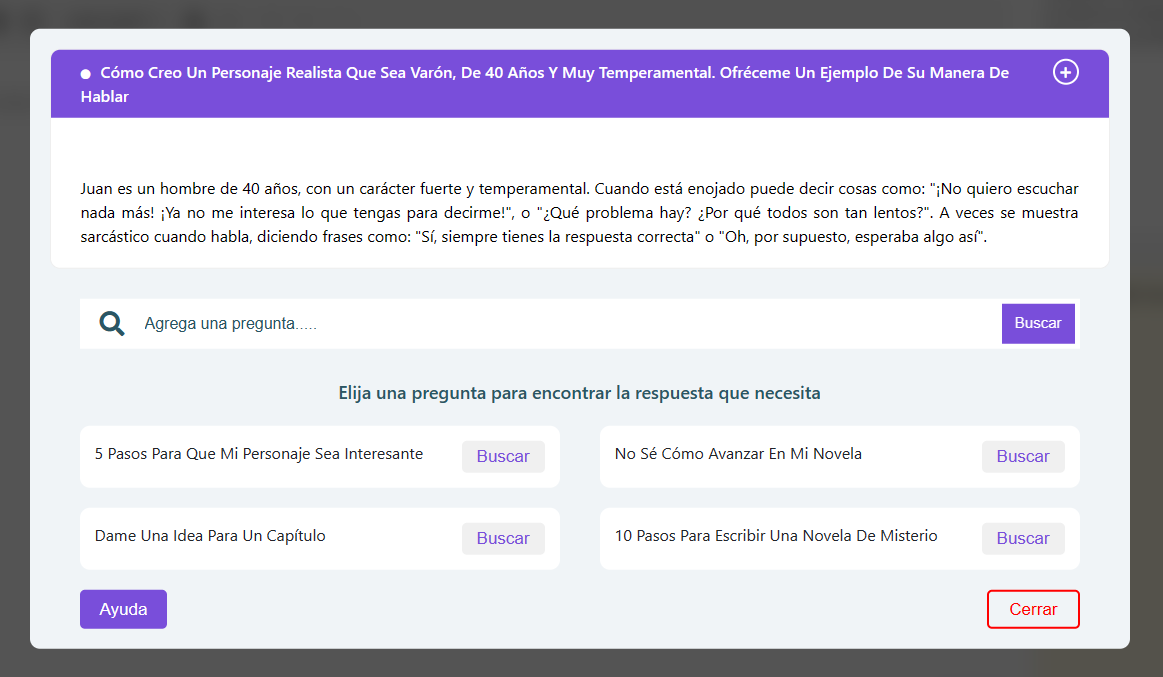 Cómo Creo Un Personaje Realista Que Sea Varón, De 40 Años Y Muy Temperamental. Ofréceme Un Ejemplo De Su Manera De
Hablar
Juan es un hombre de 40 años, con un carácter fuerte y temperamental. Cuando está enojado puede decir cosas como: "¡No quiero escuchar
nada más! ¡Ya no me interesa lo que tengas para decirme!", o "¿Qué problema hay? ¿Por qué todos son tan lentos?". A veces se muestra
sarcástico cuando habla, diciendo frases como: "Sí, siempre tienes la respuesta correcta" o "Oh, por supuesto, esperaba algo así".
Agrega una pregunta.....
Buscar
Elija una pregunta para encontrar la respuesta que necesita
5 Pasos Para Que Mi Personaje Sea Interesante
Buscar
No Sé Cómo Avanzar En Mi Novela
Buscar
Dame Una Idea Para Un Capítulo
Buscar
10 Pasos Para Escribir Una Novela De Misterio
Buscar
Ayuda
Cerrar